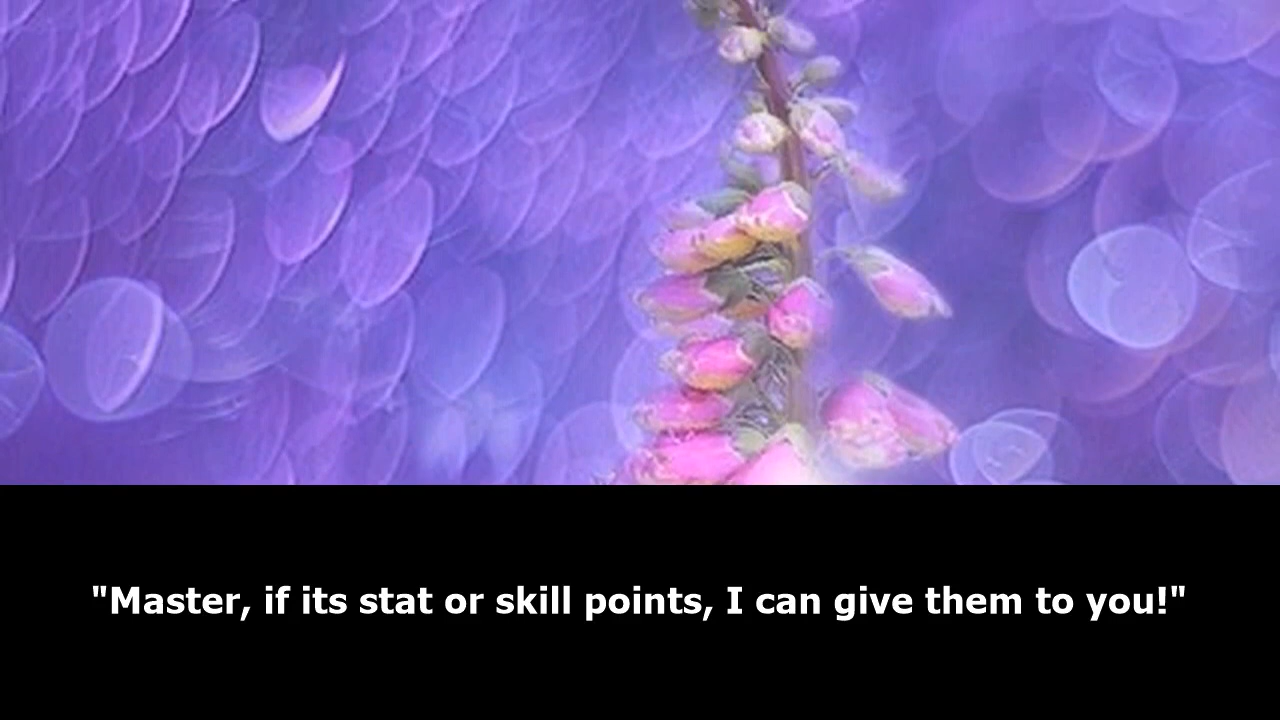 "Master, if its stat or skill points, I can give them to you!"